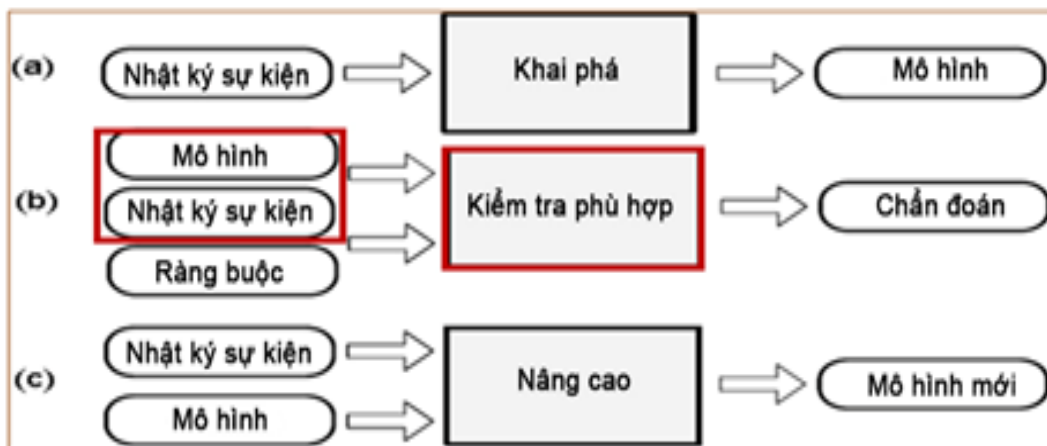 (a)
Nhật ký sự kiện
Khai phá
Mô hình
(b)
Mô hình
Nhật ký sự kiện
Ràng buộc
Kiểm tra phù hợp
Chẩn đoán
(c)
Nhật ký sự kiện
Mô hình
Nâng cao
Mô hình mới